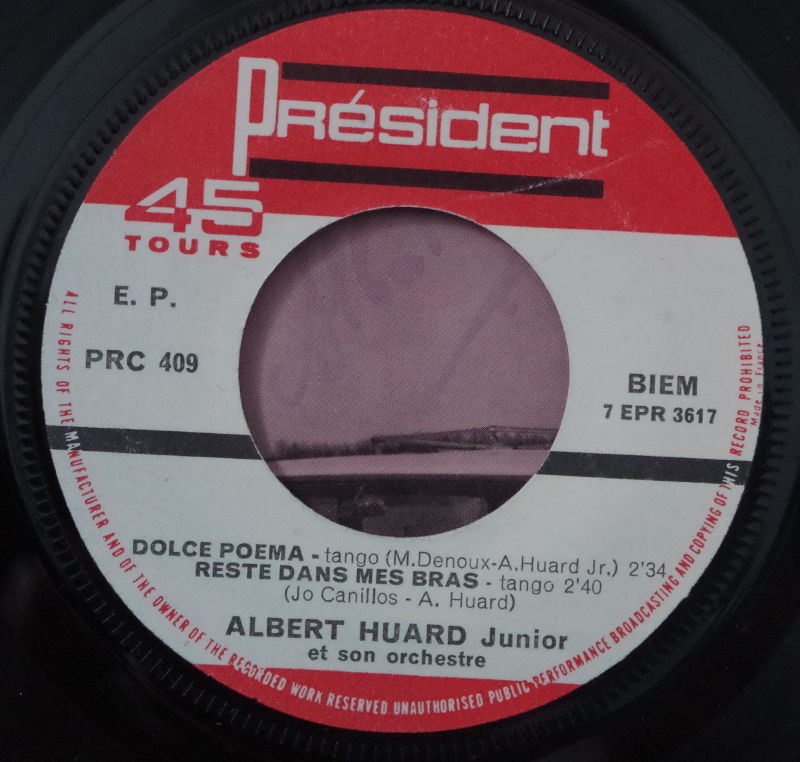 Président
45
TOURS
E. P.
PRC 409
BIEM
7 EPR 3617
DOLCE POEMA - tango (M.Denoux-A.Huard Jr.) 2'34
RESTE DANS MES BRAS - tango 2'40
(Jo Canillos - A. Huard)
ALBERT HUARD Junior
et son orchestre
ALL RIGHTS OF THE MANUFACTURER AND OF THE OWNER OF THE RECORDED WORK RESERVED UNAUTHORISED PUBLIC PERFORMANCE BROADCASTING AND COPYING OF THIS RECORD PROHIBITED
Made in France